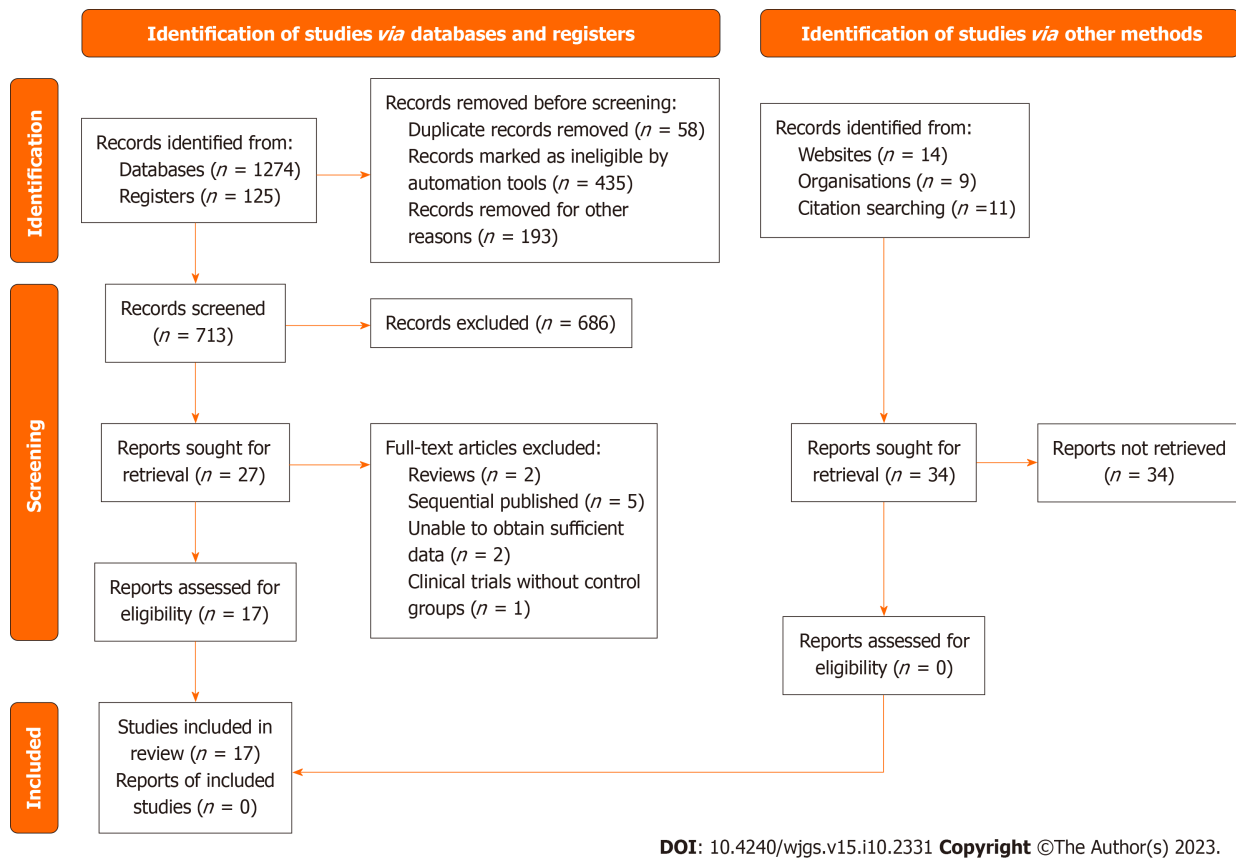 Identification of studies via databases and registers
Identification of studies via other methods
Identification
Records identified from:
Databases (n = 1274)
Registers (n = 125)
Records removed before screening:
Duplicate records removed (n = 58)
Records marked as ineligible by
automation tools (n = 435)
Records removed for other
reasons (n = 193)
Records identified from:
Websites (n = 14)
Organisations (n = 9)
Citation searching (n =11)
Screening
Records screened
(n = 713)
Records excluded (n = 686)
Reports sought for
retrieval (n = 27)
Full-text articles excluded:
Reviews (n = 2)
Sequential published (n = 5)
Unable to obtain sufficient
data (n = 2)
Clinical trials without control
groups (n = 1)
Reports sought for
retrieval (n = 34)
Reports not retrieved
(n = 34)
Reports assessed for
eligibility (n = 17)
Reports assessed for
eligibility (n = 0)
Included
Studies included in
review (n = 17)
Reports of included
studies (n = 0)
DOI: 10.4240/wjgs.v15.i10.2331 Copyright ©The Author(s) 2023.